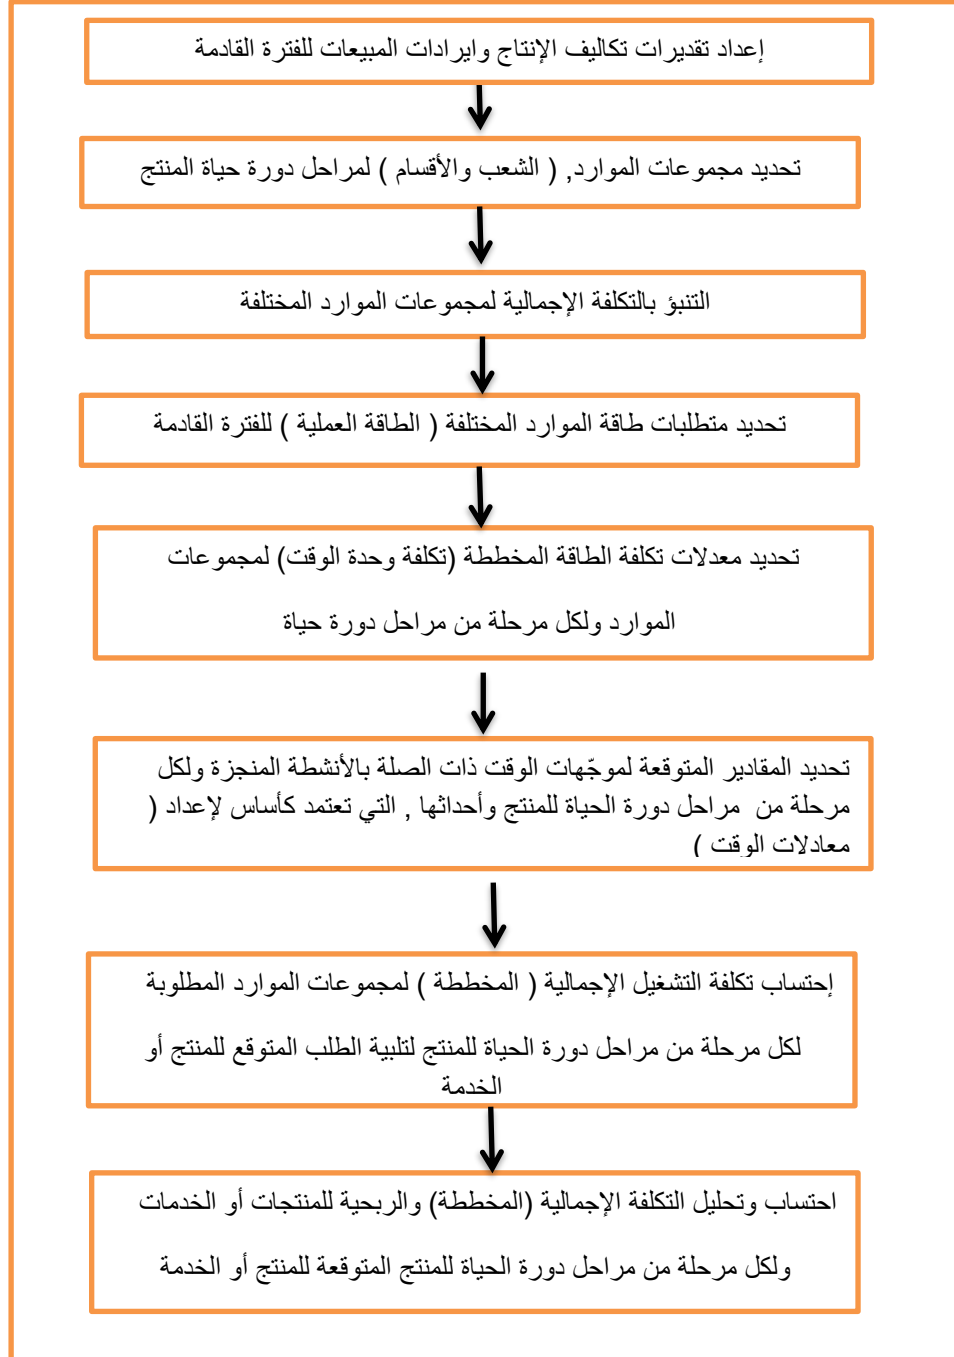 إعداد تقديرات تكاليف الإنتاج وايرادات المبيعات للفترة القادمة
تحديد مجموعات الموارد, ( الشعب والأقسام ) لمراحل دورة حياة المنتج
التنبؤ بالتكلفة الإجمالية لمجموعات الموارد المختلفة
تحديد متطلبات طاقة الموارد المختلفة ( الطاقة العملية ) للفترة القادمة
تحديد معدلات تكلفة الطاقة المخططة (تكلفة وحدة الوقت) لمجموعات
الموارد ولكل مرحلة من مراحل دورة حياة
تحديد المقادير المتوقعة لموجّهات الوقت ذات الصلة بالأنشطة المنجزة ولكل
مرحلة من مراحل دورة الحياة للمنتج وأحداثها , التي تعتمد كأساس لإعداد (
معادلات الوقت )
إحتساب تكلفة التشغيل الإجمالية ( المخططة ) لمجموعات الموارد المطلوبة
لكل مرحلة من مراحل دورة الحياة للمنتج لتلبية الطلب المتوقع للمنتج أو
الخدمة
احتساب وتحليل التكلفة الإجمالية (المخططة) والربحية للمنتجات أو الخدمات
ولكل مرحلة من مراحل دورة الحياة للمنتج المتوقعة للمنتج أو الخدمة